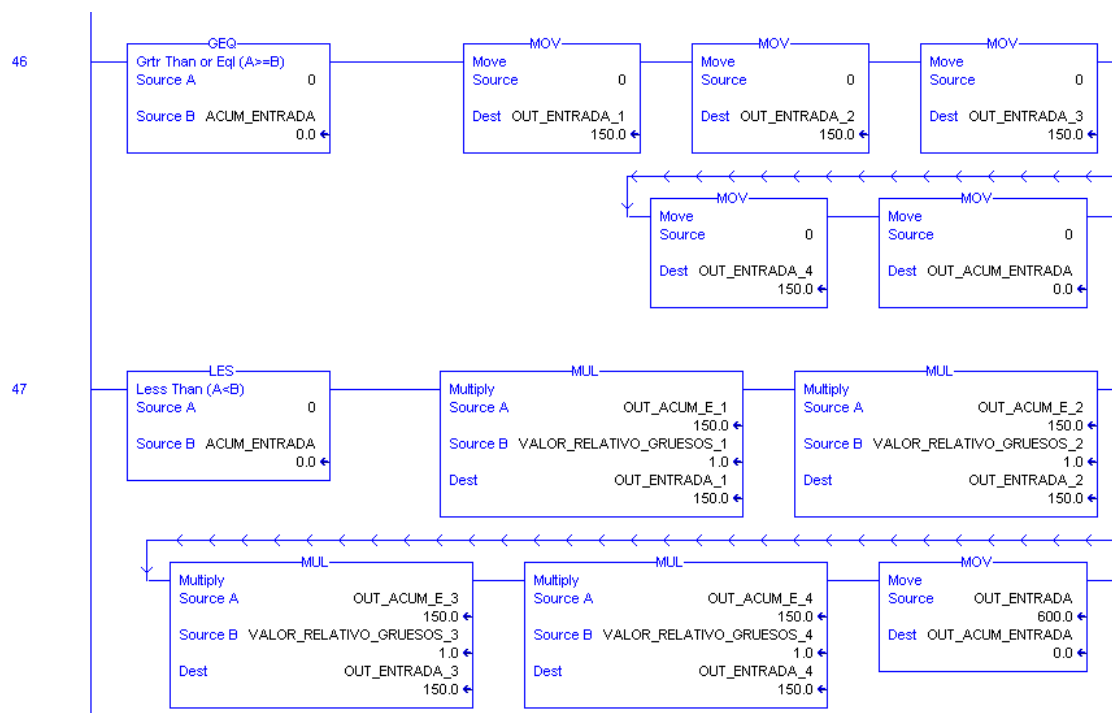 46
GEQ
Grtr Than or Eql (A>=B)
Source A 0
Source B ACUM_ENTRADA
0.0
MOV
Move
Source 0
Dest OUT_ENTRADA_1
150.0
MOV
Move
Source 0
Dest OUT_ENTRADA_2
150.0
MOV
Move
Source 0
Dest OUT_ENTRADA_3
150.0
MOV
Move
Source 0
Dest OUT_ENTRADA_4
150.0
MOV
Move
Source 0
Dest OUT_ACUM_ENTRADA
0.0
47
LES
Less Than (A<B)
Source A 0
Source B ACUM_ENTRADA
0.0
MUL
Multiply
Source A OUT_ACUM_E_1
150.0
Source B VALOR_RELATIVO_GRUESOS_1
1.0
Dest OUT_ENTRADA_1
150.0
MUL
Multiply
Source A OUT_ACUM_E_2
150.0
Source B VALOR_RELATIVO_GRUESOS_2
1.0
Dest OUT_ENTRADA_2
150.0
MUL
Multiply
Source A OUT_ACUM_E_3
150.0
Source B VALOR_RELATIVO_GRUESOS_3
1.0
Dest OUT_ENTRADA_3
150.0
MUL
Multiply
Source A OUT_ACUM_E_4
150.0
Source B VALOR_RELATIVO_GRUESOS_4
1.0
Dest OUT_ENTRADA_4
150.0
MOV
Move
Source OUT_ENTRADA
600.0
Dest OUT_ACUM_ENTRADA
0.0